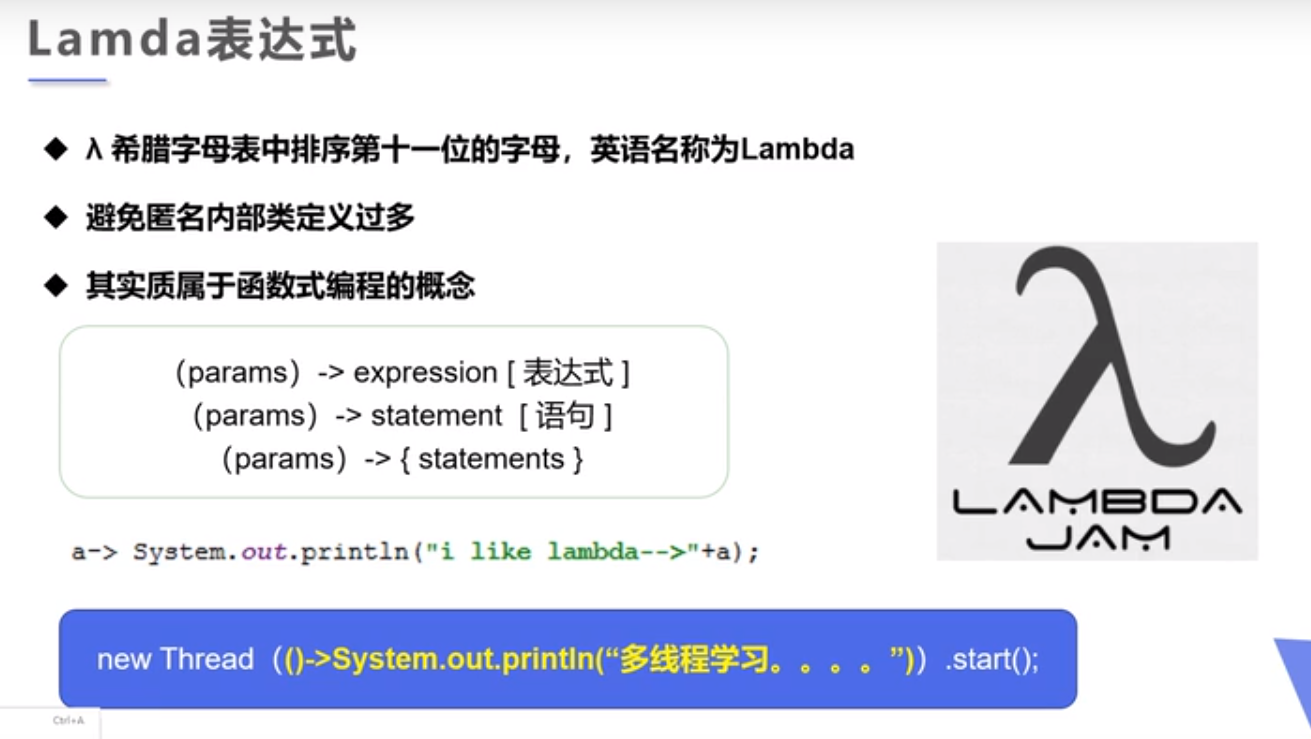 Lamda表达式
◆ λ 希腊字母表中排序第十一位的字母，英语名称为Lambda
◆ 避免匿名内部类定义过多
◆ 其实质属于函数式编程的概念
（params）-> expression [ 表达式 ]
（params）-> statement [ 语句 ]
（params）-> { statements }
λ
LAMBDA
JAM
a-> System.out.println("i like lambda-->"+a);
new Thread（()->System.out.println(“多线程学习。。。。”)）.start();
Ctrl+A